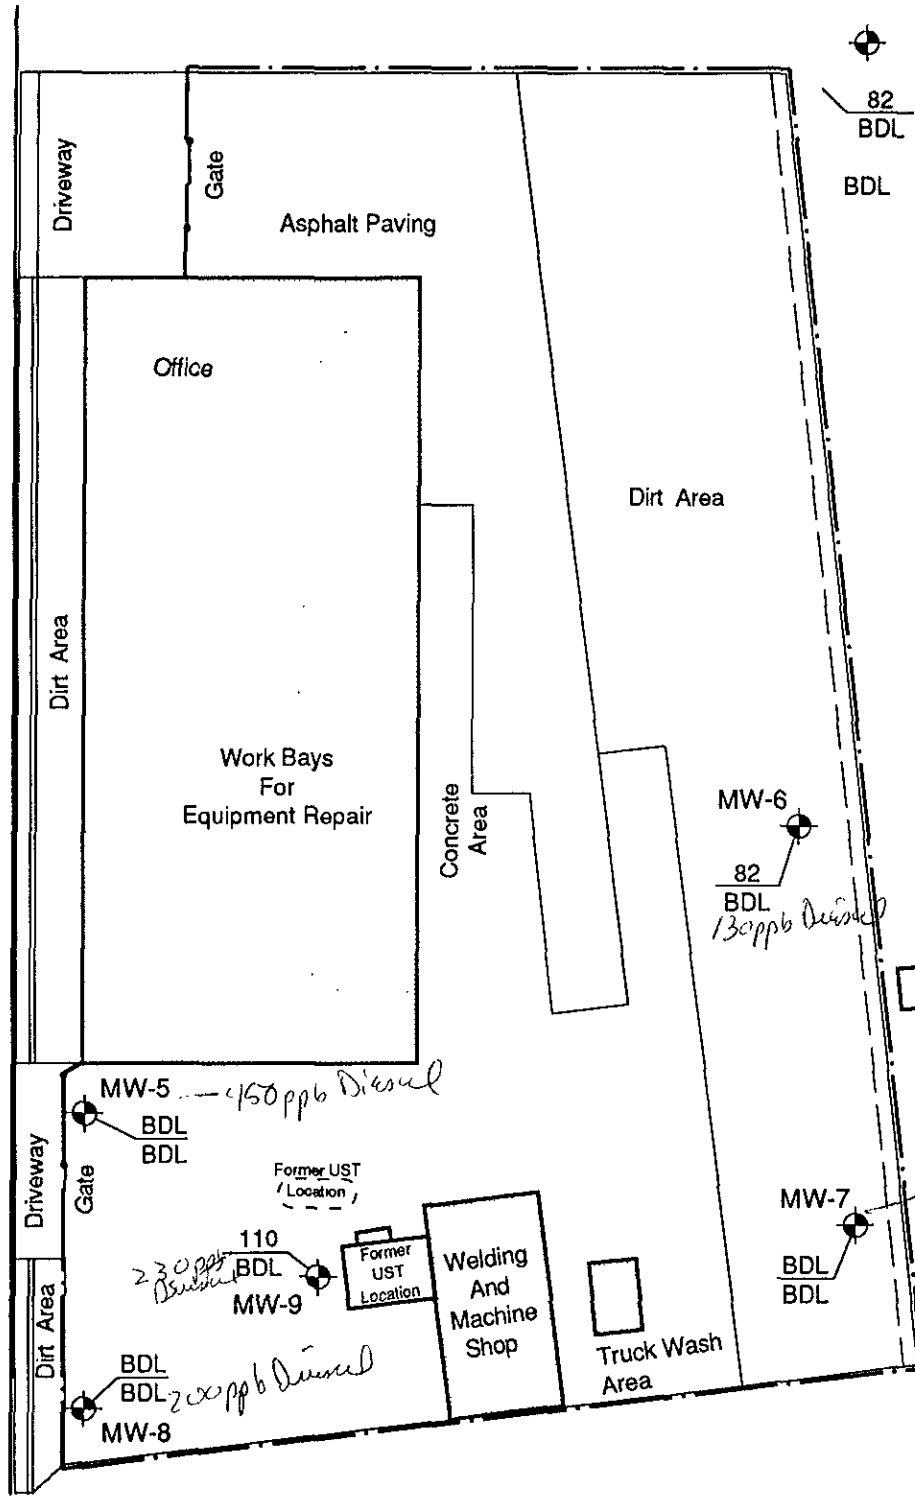 82
BDL
BDL
Driveway
Gate
Asphalt Paving
Office
Dirt Area
Dirt Area
Work Bays
For
Equipment Repair
Concrete
Area
MW-6
82
BDL
130ppb Diesel
MW-5
450ppb Diesel
BDL
BDL
Driveway
Gate
Former UST
Location
MW-7
BDL
BDL
110
BDL
230ppb
Diesel
MW-9
Former
UST
Location
Welding
And
Machine
Shop
Truck Wash
Area
Dirt Area
BDL
BDL
200ppb Diesel
MW-8